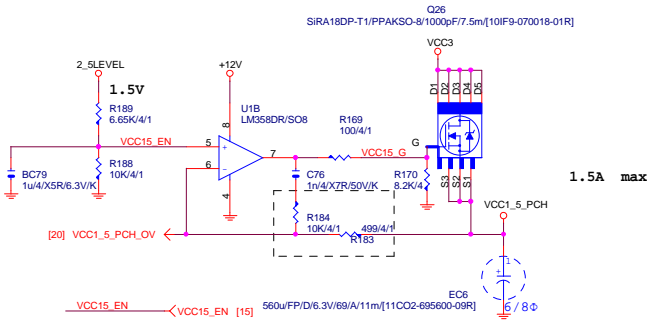 Q26
SiRA18DP-T1/PPAKSO-8/1000pF/7.5m/[10IF9-070018-01R]
VCC3
2_5LEVEL
+12V
1.5V
D1
D2
D3
D4
D5
R189
6.65K/4/1
U1B
LM358DR/SO8
R169
100/4/1
8
VCC15_EN
5
+
7
VCC15_G
G
6
-
4
BC79
1u/4/X5R/6.3V/K
R188
10K/4/1
C76
1n/4/X7R/50V/K
R170
8.2K/4
S3
S2
S1
1.5A max
VCC1_5_PCH
R184
10K/4/1
499/4/1
R183
[20] VCC1_5_PCH_OV
1
+
EC6
6/8Φ
560u/FP/D/6.3V/69/A/11m/[11CO2-695600-09R]
VCC15_EN
VCC15_EN [15]